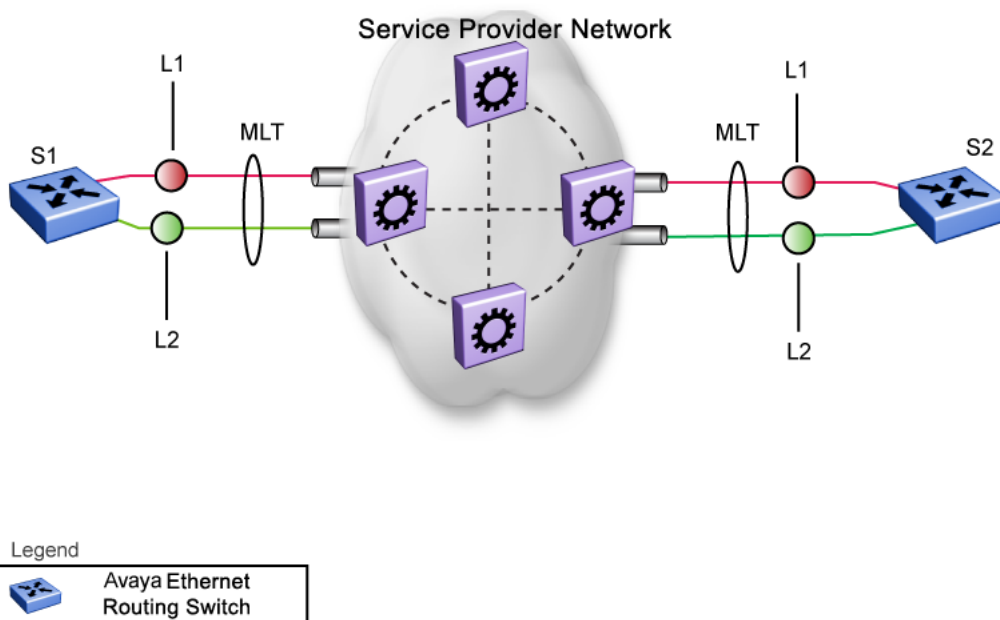 Service Provider Network
L1
L1
MLT
MLT
S1
S2
L2
L2
Legend
Avaya Ethernet
Routing Switch